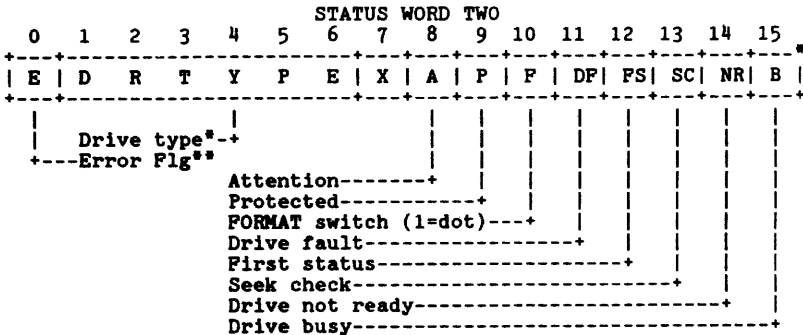 STATUS WORD TWO
0 1 2 3 4 5 6 7 8 9 10 11 12 13 14 15
+---+---+---+---+---+---+---+---+---+---+---+---+---+---+---+---+*
| E | D R T Y P E | X | A | P | F | DF| FS| SC| NR| B |
+---+---+---+---+---+---+---+---+---+---+---+---+---+---+---+---+
| | | | | | | | | |
| Drive type*-+ | | | | | | | |
+---Error Flg** | | | | | | | |
Attention-------+ | | | | | | |
Protected-----------+ | | | | | |
FORMAT switch (1=dot)---+ | | | | |
Drive fault-----------------+ | | | |
First status--------------------+ | | |
Seek check--------------------------+ | |
Drive not ready-------------------------+ |
Drive busy----------------------------------+